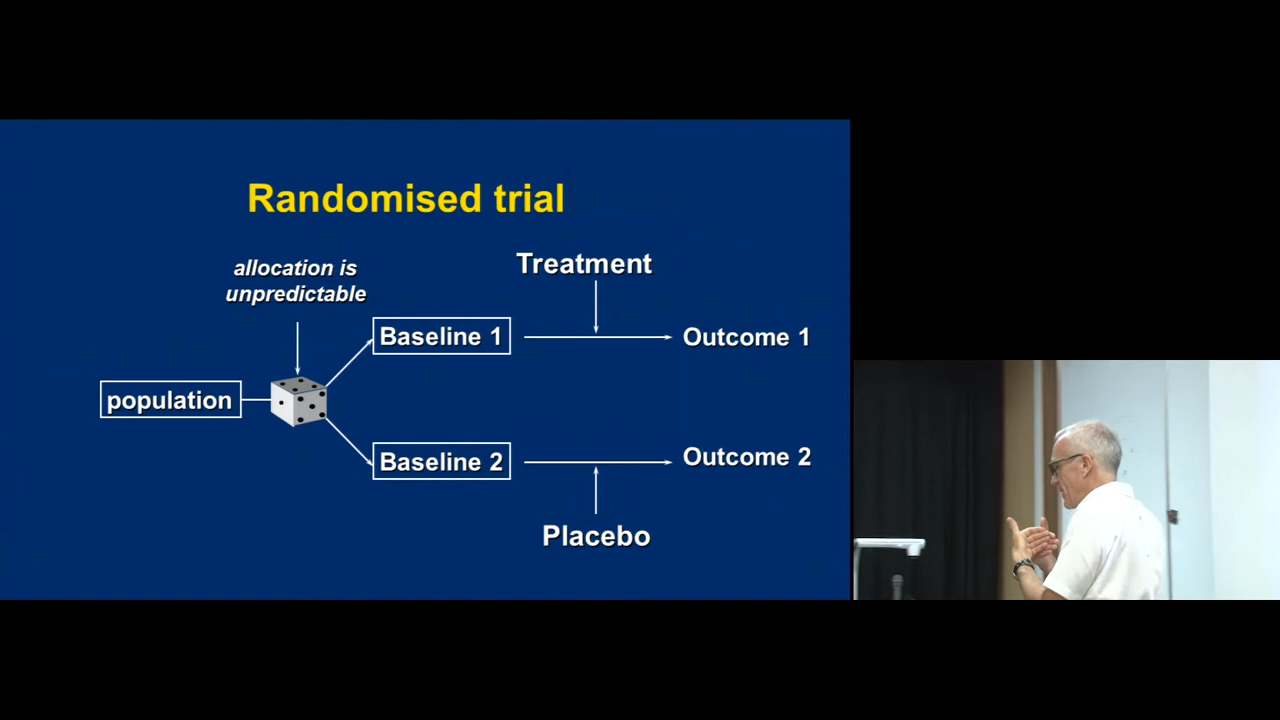 Randomised trial
allocation is
unpredictable
Treatment
Baseline 1
Outcome 1
population
Baseline 2
Outcome 2
Placebo